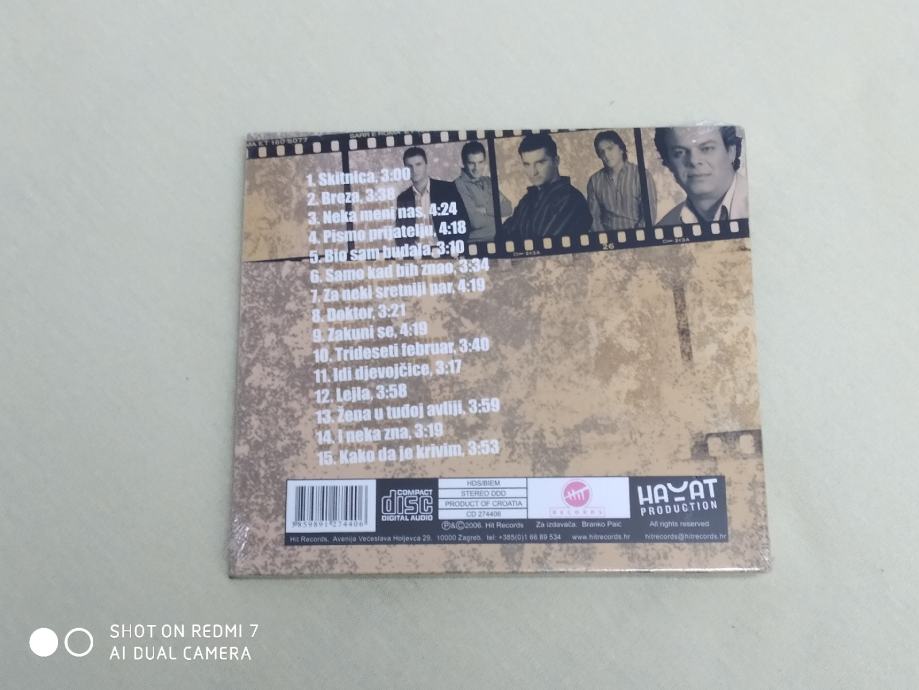 1. Skitnica, 3:00
2. Breza, 3:38
3. Neka meni nas, 4:24
4. Pismo prijatelju, 4:18
5. Bio sam budala, 3:10
6. Samo kad bih znao, 3:34
7. Za neki sretniji par, 4:19
8. Doktor, 3:21
9. Zakuni se, 4:19
10. Trideseti februar, 3:40
11. Idi djevojčice, 3:17
12. Lejla, 3:58
13. Žena u tuđoj avliji, 3:59
14. I neka zna, 3:19
15. Kako da je krivim, 3:53
26
3859891274406
COMPACT
disc
DIGITAL AUDIO
HDS/BIEM
STEREO DDD
PRODUCT OF CROATIA
CD 274406
HIT
RECORDS
HAYAT
PRODUCTION
℗&©2006. Hit Records
Za izdavača: Branko Paić
All rights reserved
Hit Records, Avenija Većeslava Holjevca 29, 10000 Zagreb, tel: +385(0)1 66 89 534 www.hitrecords.hr hitrecords@hitrecords.hr
SHOT ON REDMI 7
AI DUAL CAMERA